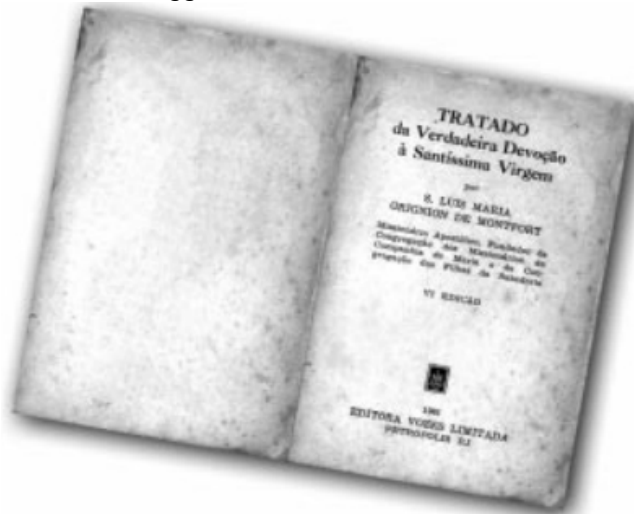 TRATADO
da Verdadeira Devoção
à Santíssima Virgem
por
S. LUIS MARIA
GRIGNION DE MONTFORT
Missionário Apostólico, Fundador da
Congregação dos Missionários da
Companhia de Maria e da Con-
gregação das Filhas da Sabedoria
VI EDIÇÃO
EDITORA VOZES LIMITADA
PETRÓPOLIS RJ